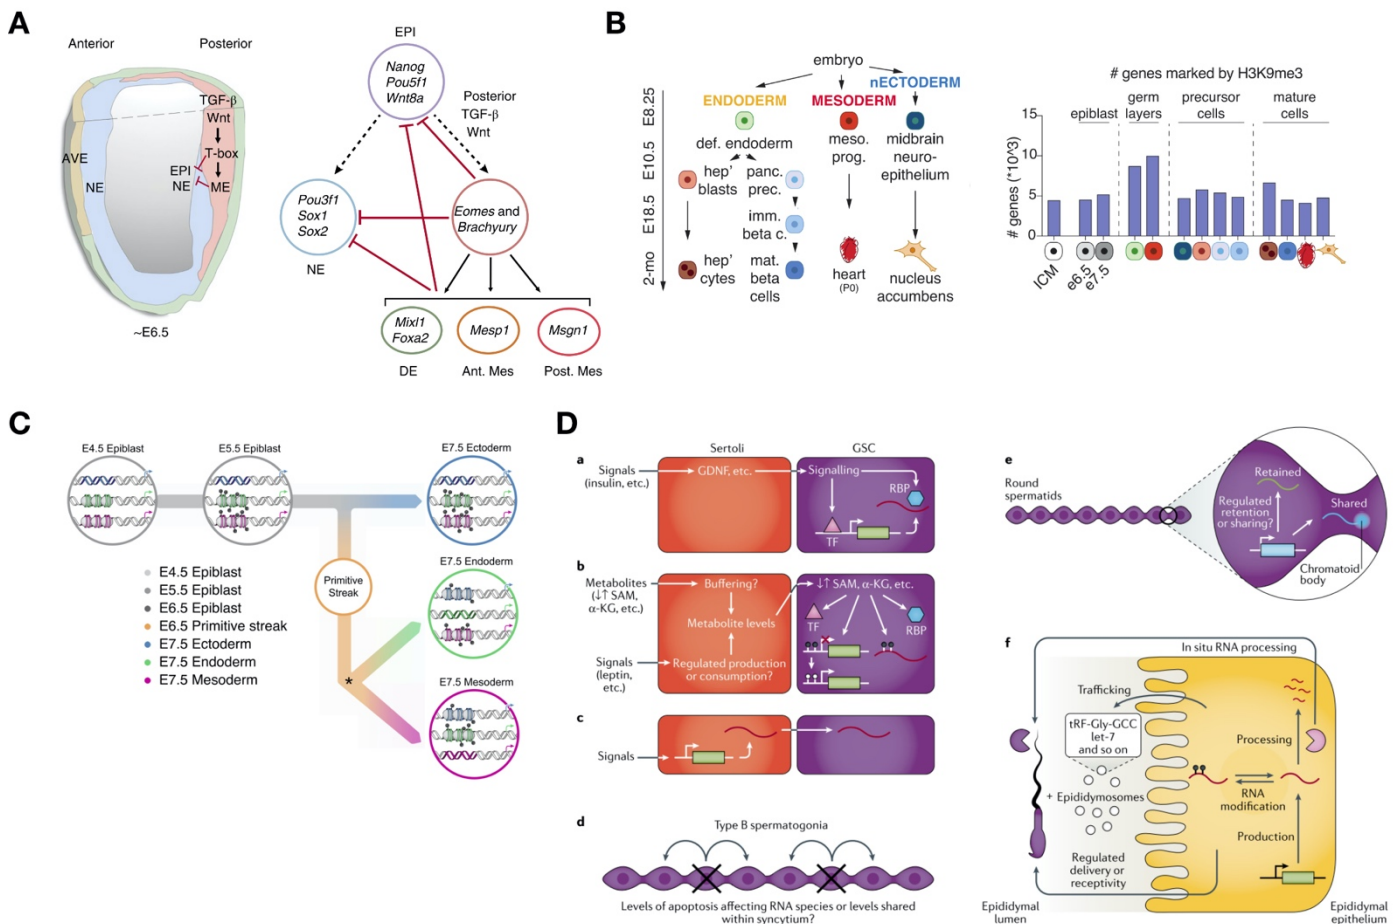 A
Anterior
Posterior
TGF-β
Wnt
T-box
AVE
EPI
NE
NE
ME
~E6.5
EPI
Nanog
Pou5f1
Wnt8a
Posterior
TGF-β
Wnt
Pou3f1
Sox1
Sox2
NE
Eomes and
Brachyury
Mixl1
Foxa2
Mesp1
Msgn1
DE
Ant. Mes
Post. Mes
B
embryo
nECTODERM
ENDODERM
MESODERM
def. endoderm
meso.
prog.
midbrain
neuro-
epithelium
hep'
blasts
panc.
prec.
imm.
beta c.
hep'
cytes
mat.
beta
cells
heart
(P0)
nucleus
accumbens
E8.25
E10.5
E18.5
2-mo
# genes marked by H3K9me3
epiblast
germ
layers
precursor
cells
mature
cells
# genes (*10^3)
15
10
5
0
ICM
e6.5
e7.5
C
E4.5 Epiblast
E5.5 Epiblast
E7.5 Ectoderm
E7.5 Endoderm
E7.5 Mesoderm
Primitive
Streak
*
E4.5 Epiblast
E5.5 Epiblast
E6.5 Epiblast
E6.5 Primitive streak
E7.5 Ectoderm
E7.5 Endoderm
E7.5 Mesoderm
D
Sertoli
GSC
a
Signals
(insulin, etc.)
GDNF, etc.
Signalling
RBP
TF
b
Metabolites
(↓↑ SAM,
α-KG, etc.)
Buffering?
Metabolite levels
Signals
(leptin,
etc.)
Regulated production
or consumption?
↓↑ SAM, α-KG, etc.
TF
RBP
c
Signals
d
Type B spermatogonia
Levels of apoptosis affecting RNA species or levels shared
within syncytium?
e
Round
spermatids
Retained
Regulated
retention
or sharing?
Shared
Chromatoid
body
f
In situ RNA processing
Trafficking
tRF-Gly-GCC
let-7
and so on
Processing
+ Epididymosomes
RNA
modification
Production
Regulated
delivery or
receptivity
Epididymal
lumen
Epididymal
epithelium